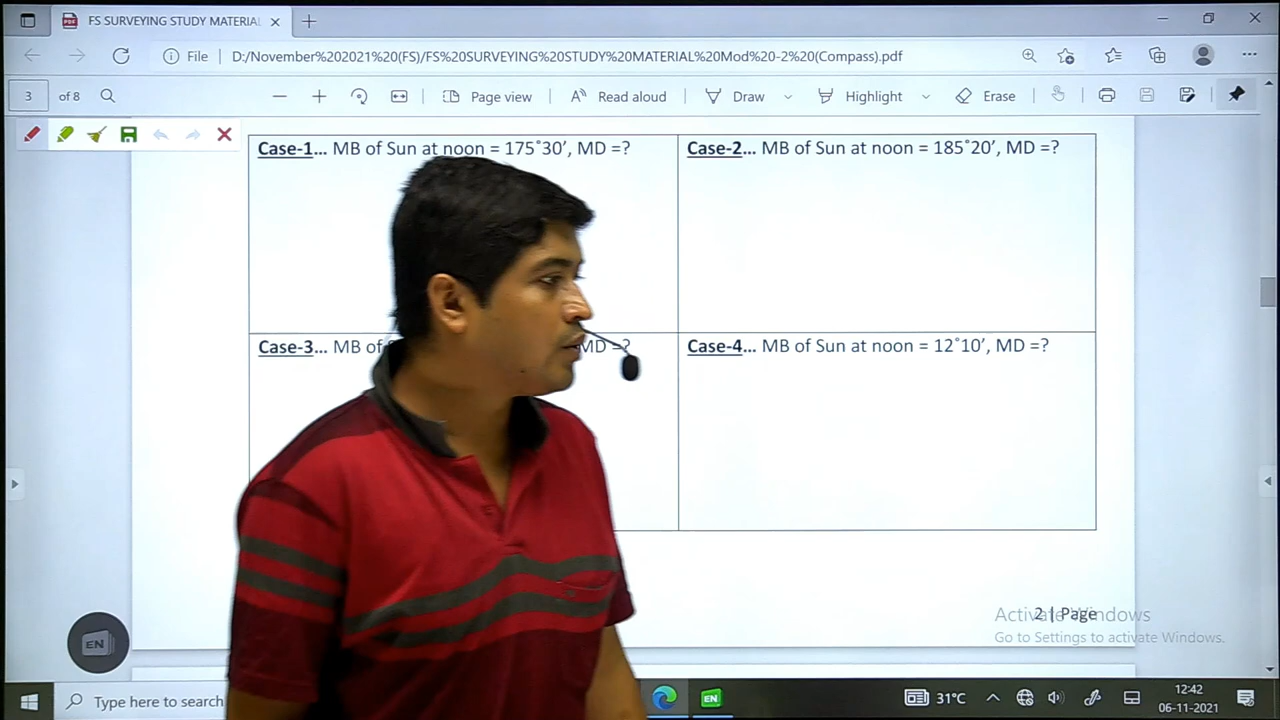 FS SURVEYING STUDY MATERIAL
File
D:/November%202021%20(FS)/FS%20SURVEYING%20STUDY%20MATERIAL%20Mod%20-2%20(Compass).pdf
3 of 8
Page view
Read aloud
Draw
Highlight
Erase
Case-1... MB of Sun at noon = 175°30', MD =?
Case-2... MB of Sun at noon = 185°20', MD =?
Case-3... MB of
MD =?
Case-4... MB of Sun at noon = 12°10', MD =?
2 | Page
Activate Windows
Go to Settings to activate Windows.
EN
Type here to search
EN
31°C
12:42
06-11-2021